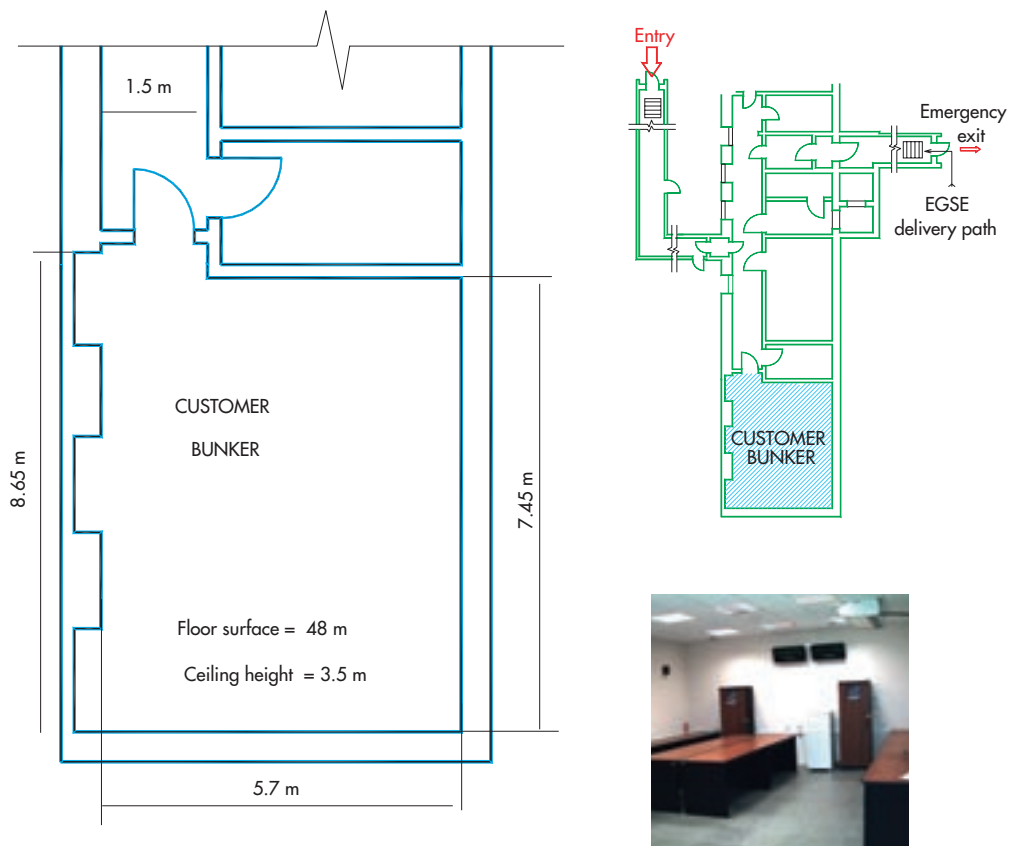 1.5 m
CUSTOMER
BUNKER
8.65 m
7.45 m
Floor surface = 48 m
Ceiling height = 3.5 m
5.7 m
Entry
Emergency
exit
EGSE
delivery path
CUSTOMER
BUNKER